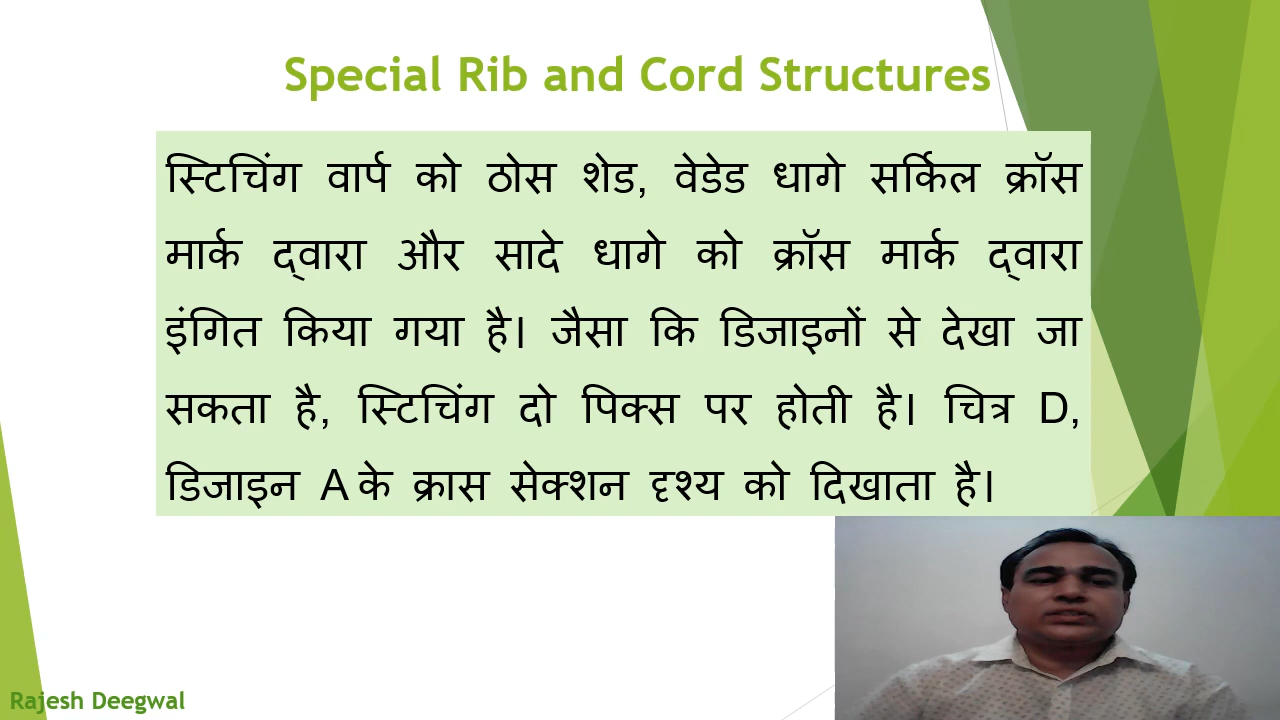 Special Rib and Cord Structures
स्टिचिंग वार्प को ठोस शेड, वेडेड धागे सर्किल क्रॉस
मार्क द्वारा और सादे धागे को क्रॉस मार्क द्वारा
इंगित किया गया है। जैसा कि डिजाइनों से देखा जा
सकता है, स्टिचिंग दो पिक्स पर होती है। चित्र D,
डिजाइन A के क्रास सेक्शन दृश्य को दिखाता है।
Rajesh Deegwal